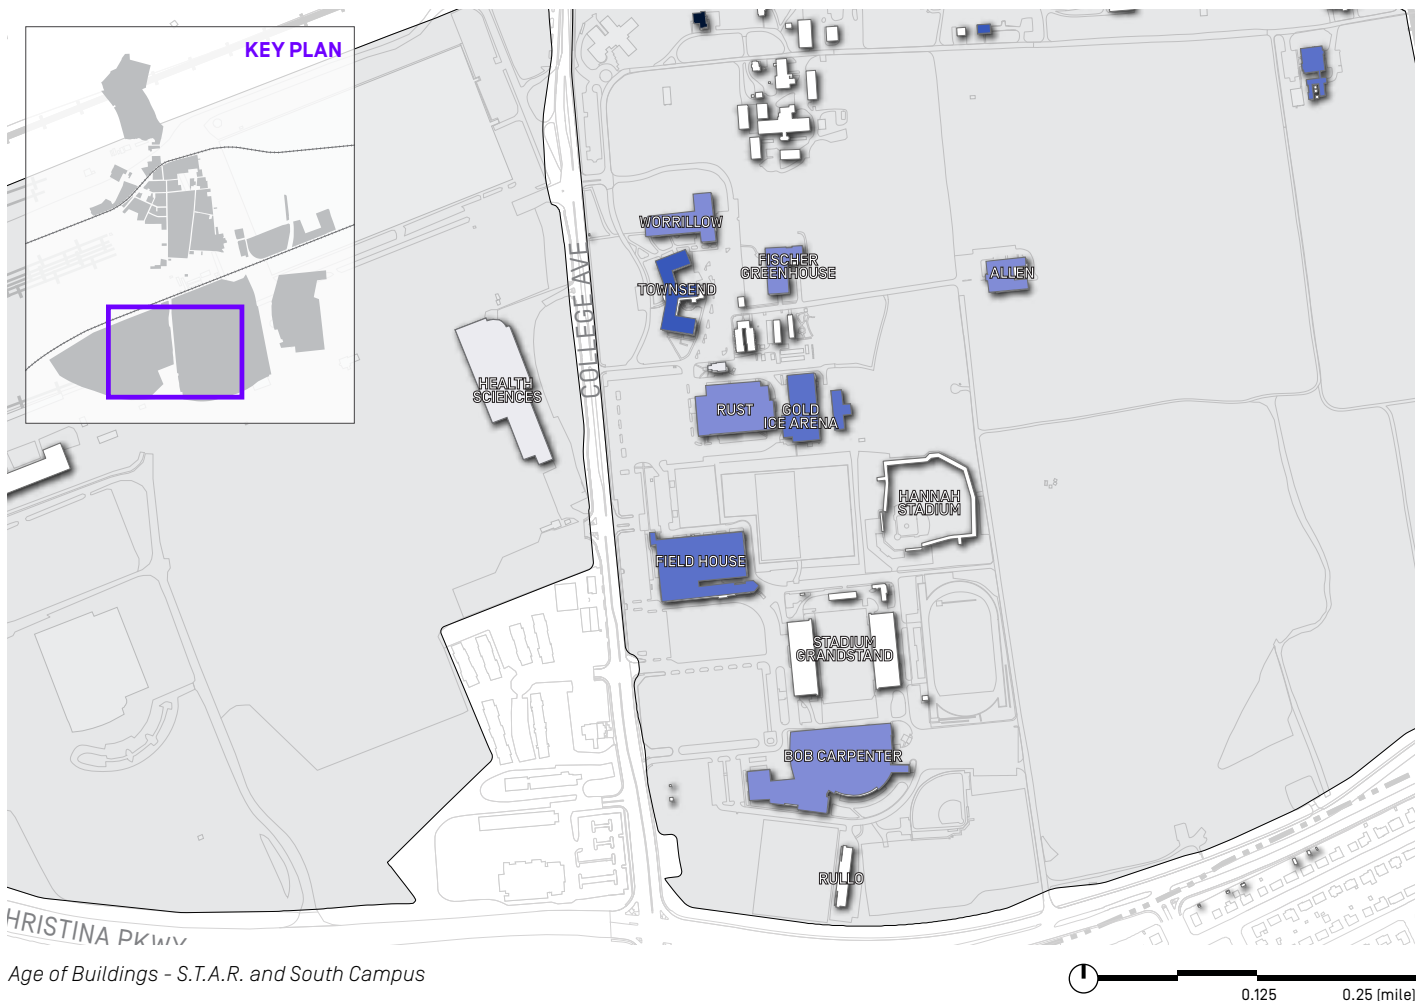 KEY PLAN
WORRILLOW
FISCHER
GREENHOUSE
ALLEN
TOWNSEND
COLLEGE AVE
HEALTH
SCIENCES
RUST
GOLD
ICE ARENA
HANNAH
STADIUM
FIELD HOUSE
STADIUM
GRANDSTAND
BOB CARPENTER
RULLO
HRISTINA PKWY
Age of Buildings - S.T.A.R. and South Campus
0.125
0.25 (mile)